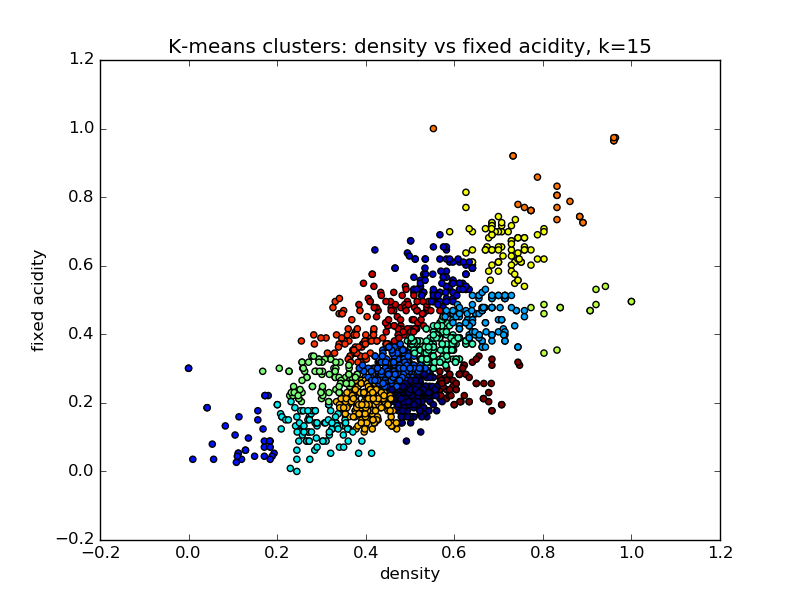 K-means clusters: density vs fixed acidity, k=15
1.2
1.0
0.8
0.6
0.4
0.2
0.0
−0.2
fixed acidity
−0.2 0.0 0.2 0.4 0.6 0.8 1.0 1.2
density